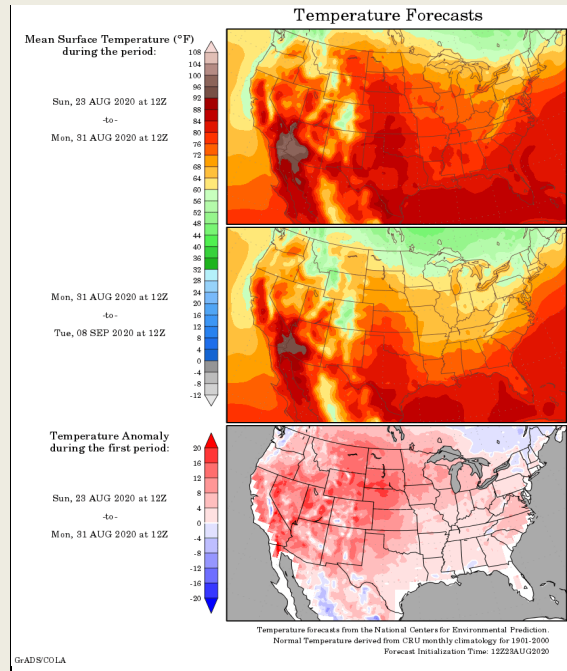 Temperature Forecasts
Mean Surface Temperature (°F)
during the period:
Sun, 23 AUG 2020 at 12Z
-to-
Mon, 31 AUG 2020 at 12Z
108
104
100
96
92
88
84
80
76
72
68
64
60
56
52
48
44
40
36
32
28
24
20
16
12
8
4
0
-4
-8
-12
Mon, 31 AUG 2020 at 12Z
-to-
Tue, 08 SEP 2020 at 12Z
Temperature Anomaly
during the first period:
Sun, 23 AUG 2020 at 12Z
-to-
Mon, 31 AUG 2020 at 12Z
20
16
12
8
4
0
-4
-8
-12
-16
-20
Temperature forecasts from the National Centers for Environmental Prediction.
Normal Temperature derived from CRU monthly climatology for 1901-2000
Forecast Initialization Time: 12Z23AUG2020
GrADS/COLA